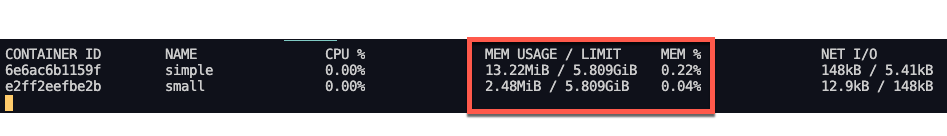 CONTAINER ID NAME CPU % MEM USAGE / LIMIT MEM % NET I/O
6e6ac6b1159f simple 0.00% 13.22MiB / 5.809GiB 0.22% 148kB / 5.41kB
e2ff2eefbe2b small 0.00% 2.48MiB / 5.809GiB 0.04% 12.9kB / 148kB